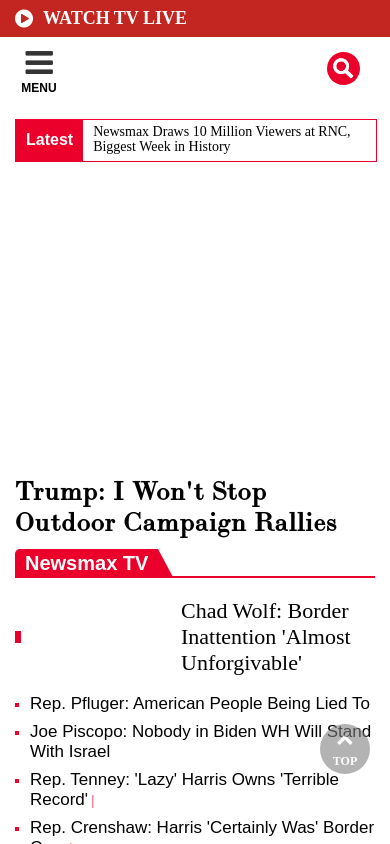 WATCH TV LIVE
MENU
Latest
Newsmax Draws 10 Million Viewers at RNC,
Biggest Week in History
Trump: I Won't Stop
Outdoor Campaign Rallies
Newsmax TV
Chad Wolf: Border
Inattention 'Almost
Unforgivable'
Rep. Pfluger: American People Being Lied To
Joe Piscopo: Nobody in Biden WH Will Stand
With Israel
Rep. Tenney: 'Lazy' Harris Owns 'Terrible
Record' |
TOP
Rep. Crenshaw: Harris 'Certainly Was' Border